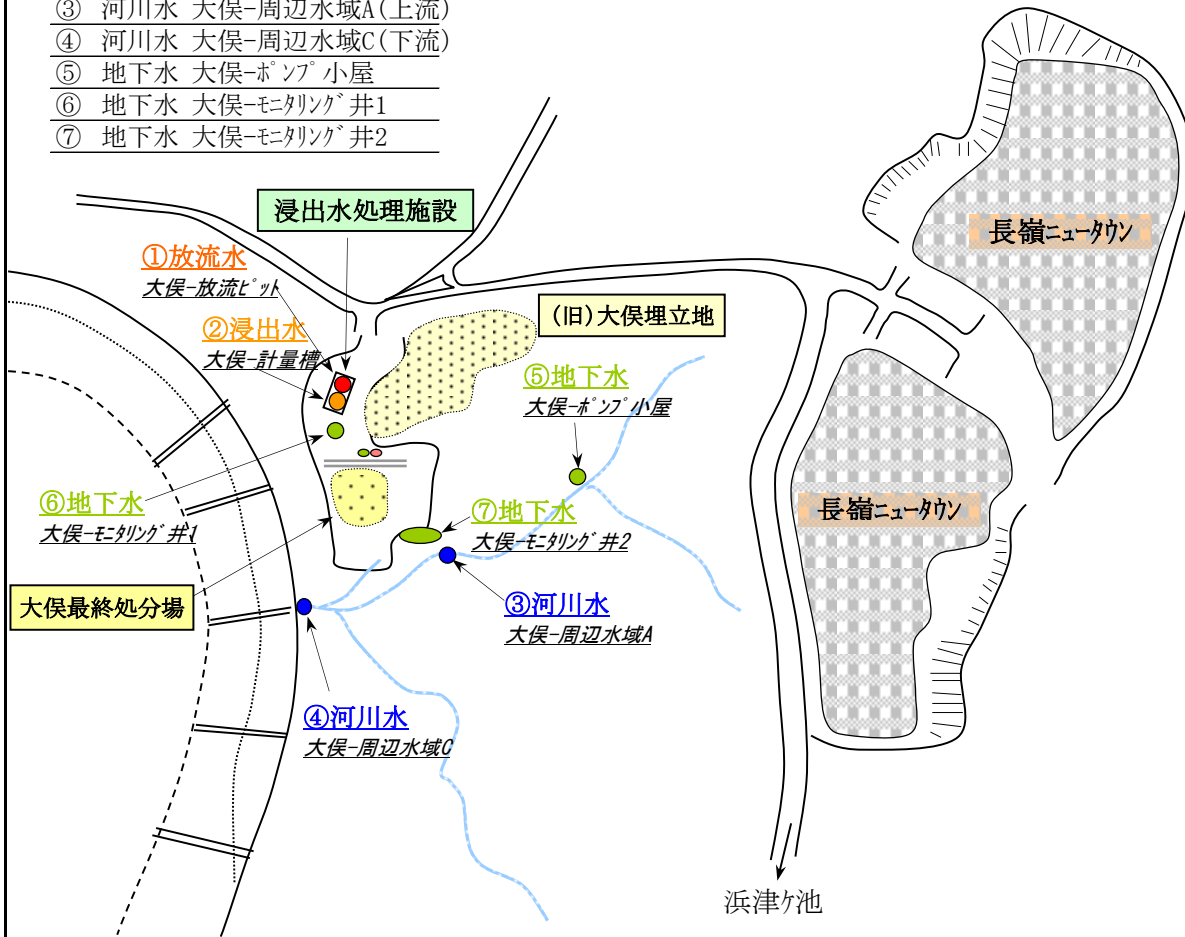 ③ 河川水 大俣−周辺水域A(上流)
④ 河川水 大俣−周辺水域C(下流)
⑤ 地下水 大俣−ﾎﾟﾝﾌﾟ小屋
⑥ 地下水 大俣−ﾓﾆﾀﾘﾝｸﾞ井1
⑦ 地下水 大俣−ﾓﾆﾀﾘﾝｸﾞ井2
浸出水処理施設
①放流水
大俣−放流ﾋﾟｯﾄ
②浸出水
大俣−計量槽
(旧)大俣埋立地
長嶺ニュータウン
⑤地下水
大俣−ﾎﾟﾝﾌﾟ小屋
⑥地下水
大俣−ﾓﾆﾀﾘﾝｸﾞ井1
⑦地下水
大俣−ﾓﾆﾀﾘﾝｸﾞ井2
長嶺ニュータウン
大俣最終処分場
③河川水
大俣−周辺水域A
④河川水
大俣−周辺水域C
浜津ｹ池